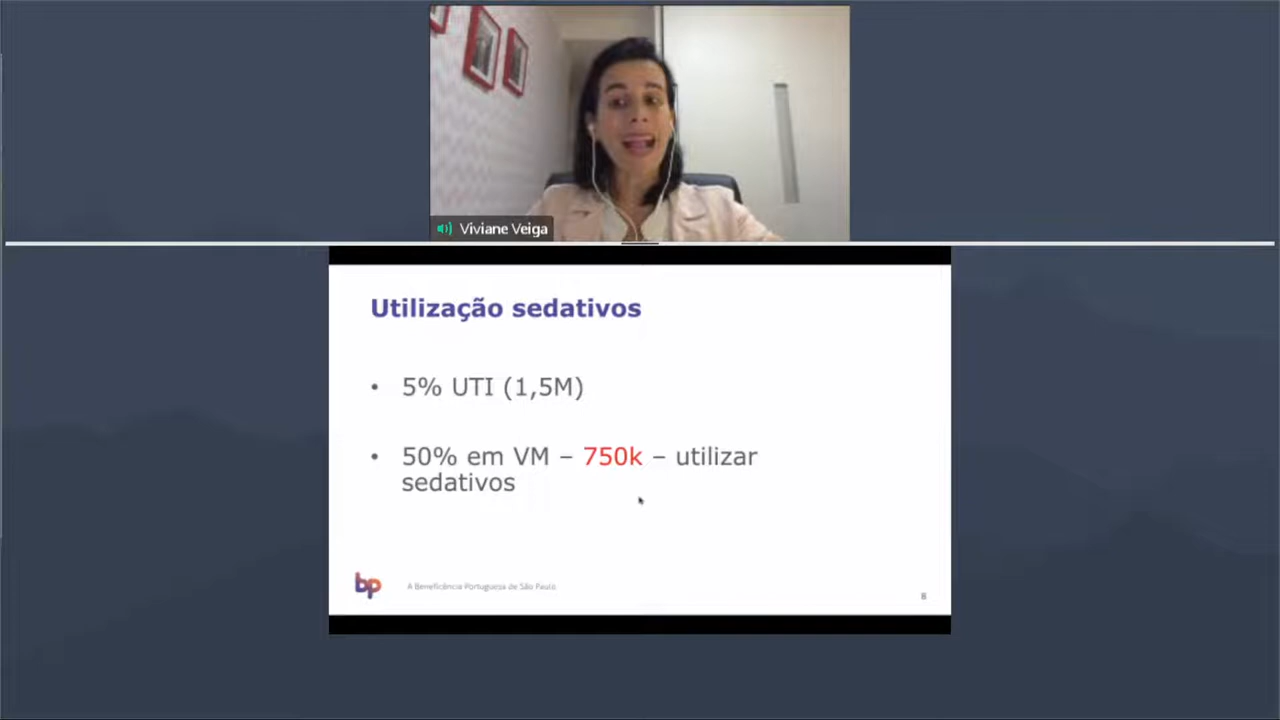 Viviane Veiga
Utilização sedativos
• 5% UTI (1,5M)
• 50% em VM – 750k – utilizar
sedativos
bp
A Beneficência Portuguesa de São Paulo
8